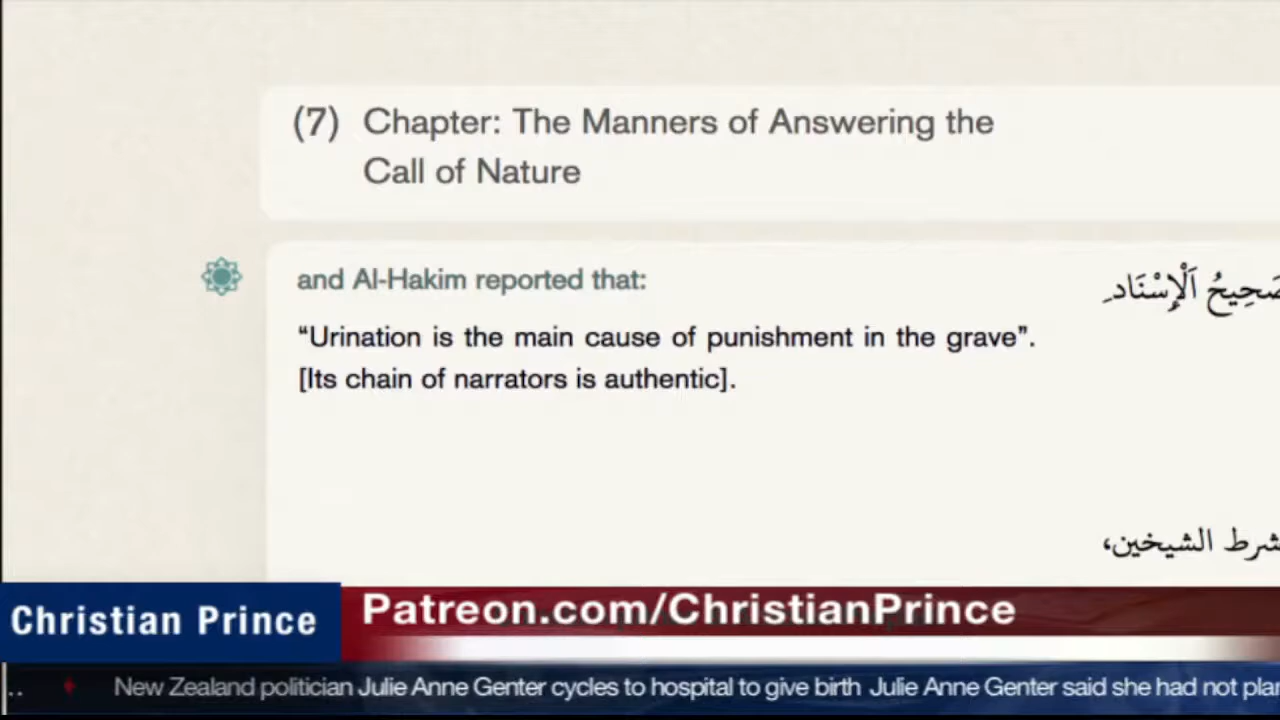 (7) Chapter: The Manners of Answering the
Call of Nature
and Al-Hakim reported that:
صَحِيحُ اَلْإِسْنَادِ
“Urination is the main cause of punishment in the grave”.
[Its chain of narrators is authentic].
شرط الشيخين،
Christian Prince
Patreon.com/ChristianPrince
.. New Zealand politician Julie Anne Genter cycles to hospital to give birth Julie Anne Genter said she had not plan